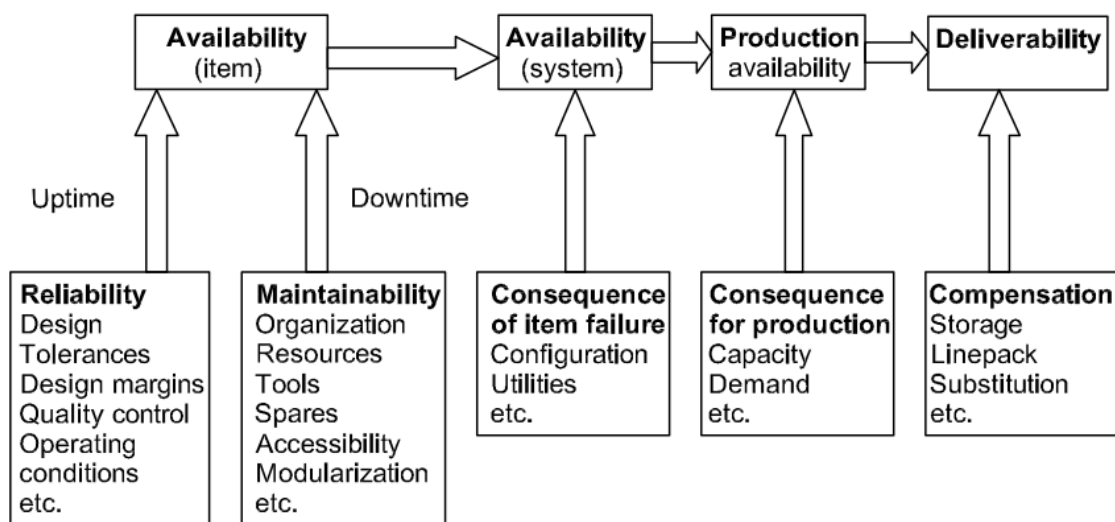 Availability
(item)
Availability
(system)
Production
availability
Deliverability
Uptime
Downtime
Reliability
Design
Tolerances
Design margins
Quality control
Operating
conditions
etc.
Maintainability
Organization
Resources
Tools
Spares
Accessibility
Modularization
etc.
Consequence
of item failure
Configuration
Utilities
etc.
Consequence
for production
Capacity
Demand
etc.
Compensation
Storage
Linepack
Substitution
etc.